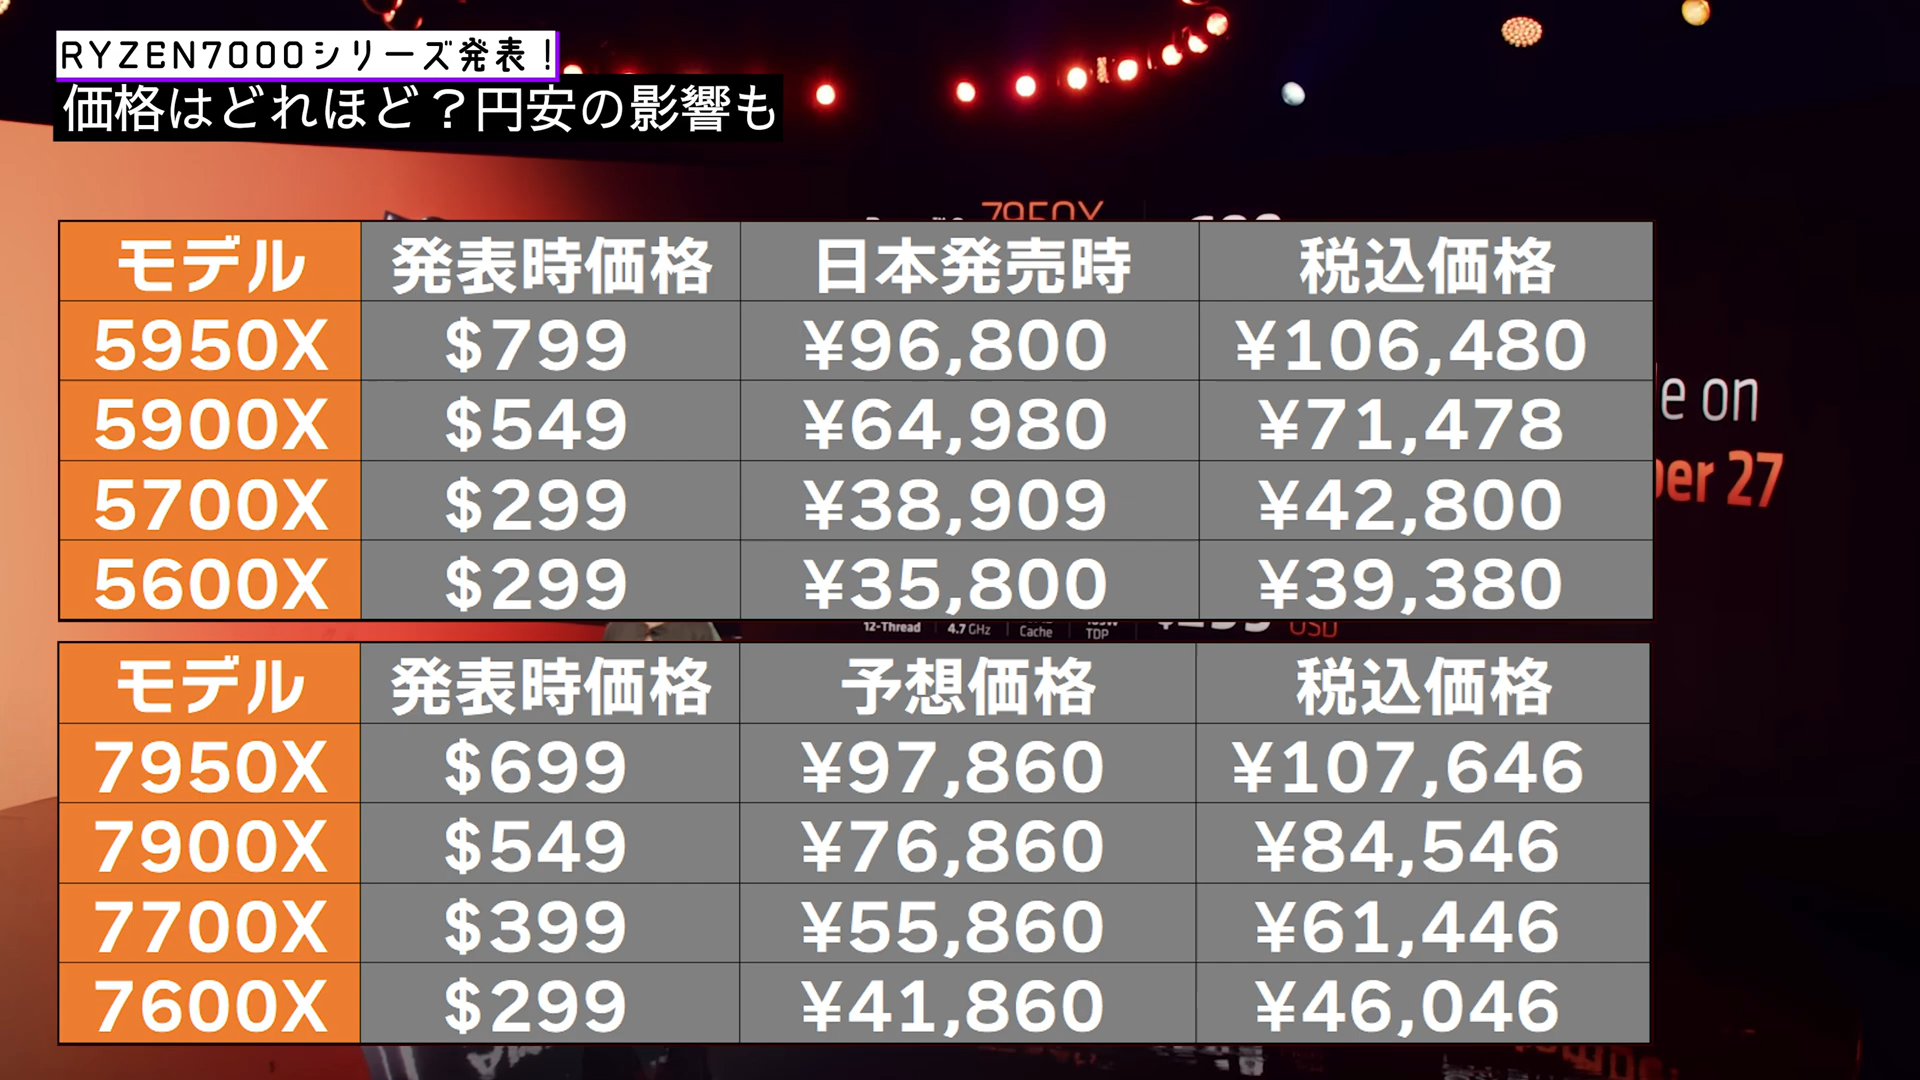 RYZEN7000シリーズ発表！
価格はどれほど？円安の影響も
7950X
モデル 発表時価格 日本発売時 税込価格
5950X $799 ¥96,800 ¥106,480
5900X $549 ¥64,980 ¥71,478
5700X $299 ¥38,909 ¥42,800
5600X $299 ¥35,800 ¥39,380
e on
ber 27
12-Thread 4.7 GHz Cache TDP USD
モデル 発表時価格 予想価格 税込価格
7950X $699 ¥97,860 ¥107,646
7900X $549 ¥76,860 ¥84,546
7700X $399 ¥55,860 ¥61,446
7600X $299 ¥41,860 ¥46,046